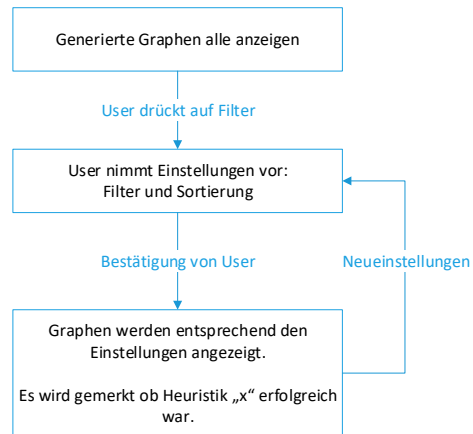 Generierte Graphen alle anzeigen
User drückt auf Filter
User nimmt Einstellungen vor:
Filter und Sortierung
Bestätigung von User
Neueinstellungen
Graphen werden entsprechend den
Einstellungen angezeigt.
Es wird gemerkt ob Heuristik „x“ erfolgreich
war.